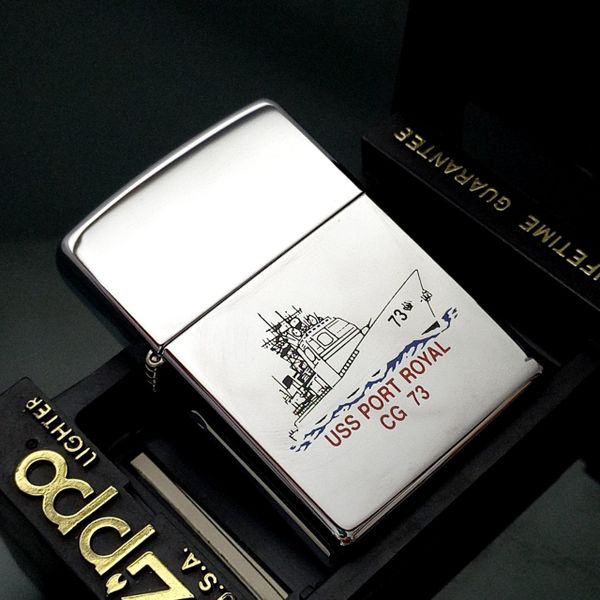 LIFETIME GUARANTEE
73
USS PORT ROYAL
CG 73
LIGHTER
Zippo
U.S.A.